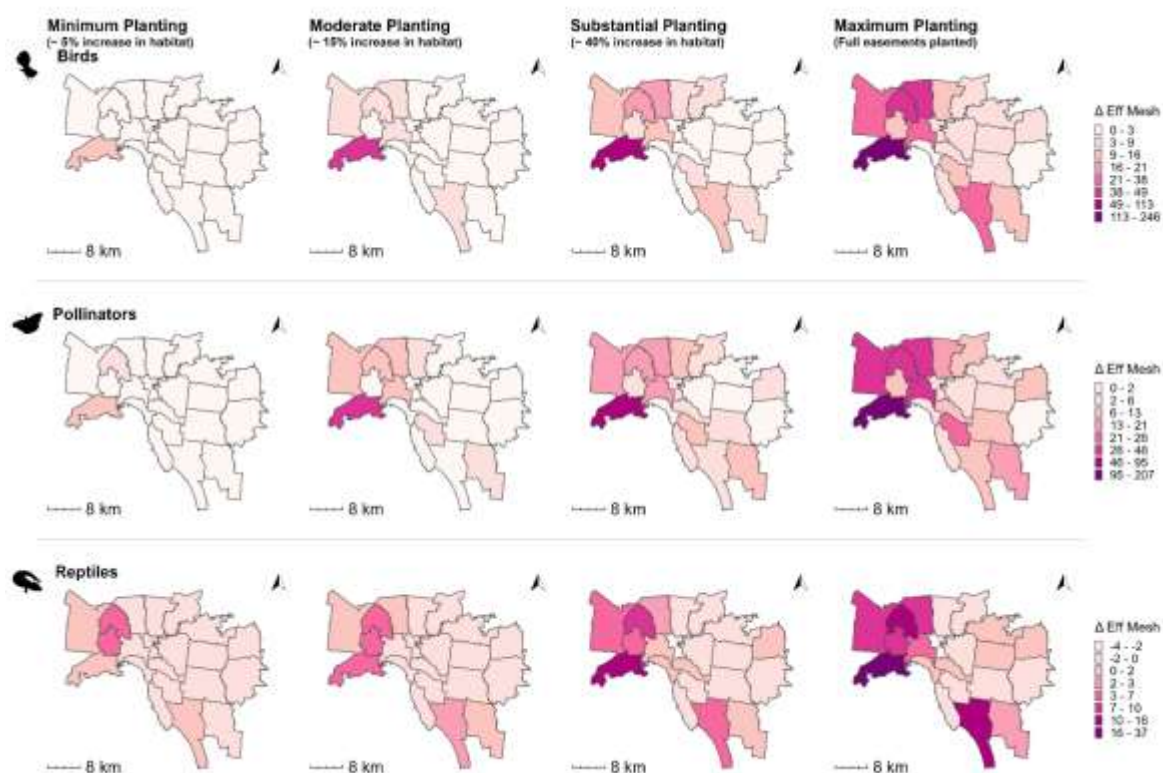 Minimum Planting
(~ 5% increase in habitat)
Moderate Planting
(~ 15% increase in habitat)
Substantial Planting
(~ 40% increase in habitat)
Maximum Planting
(Full easements planted)
Birds
8 km
8 km
8 km
8 km
Δ Eff Mesh
0 - 3
3 - 9
9 - 16
16 - 21
21 - 38
38 - 49
49 - 113
113 - 246
Pollinators
8 km
8 km
8 km
8 km
Δ Eff Mesh
0 - 2
2 - 6
6 - 13
13 - 21
46 - 95
95 - 207
Reptiles
8 km
8 km
8 km
8 km
Δ Eff Mesh
-4 - -2
-2 - 0
0 - 2
2 - 3
3 - 7
7 - 10
10 - 16
16 - 37